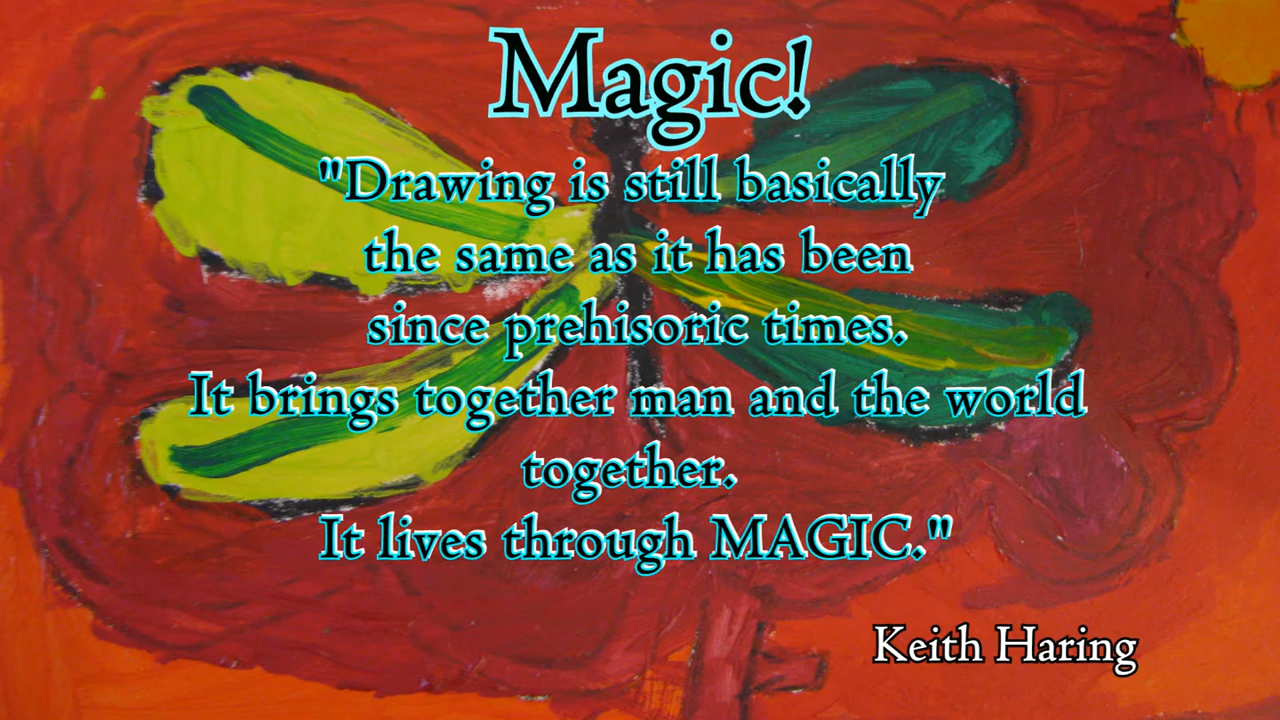 Magic!
"Drawing is still basically
the same as it has been
since prehisoric times.
It brings together man and the world
together.
It lives through MAGIC."
Keith Haring